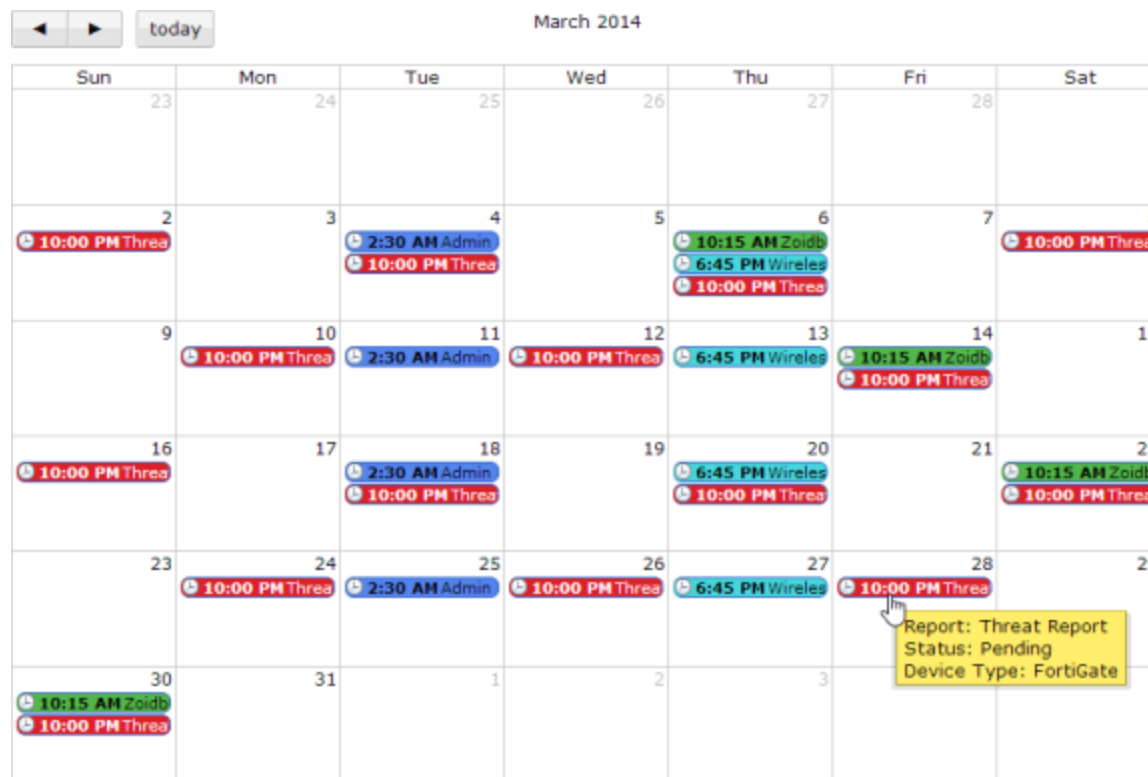 ◄ ► today March 2014
Sun Mon Tue Wed Thu Fri Sat
23 24 25 26 27 28
2 3 4 5 6 7
10:00 PM Threa 2:30 AM Admin 10:15 AM Zoidb 10:00 PM Threa
10:00 PM Threa 6:45 PM Wireles
10:00 PM Threa
9 10 11 12 13 14 1
10:00 PM Threa 2:30 AM Admin 10:00 PM Threa 6:45 PM Wireles 10:15 AM Zoidb
10:00 PM Threa
16 17 18 19 20 21 2
10:00 PM Threa 2:30 AM Admin 6:45 PM Wireles 10:15 AM Zoidb
10:00 PM Threa 10:00 PM Threa 10:00 PM Threa
23 24 25 26 27 28 2
10:00 PM Threa 2:30 AM Admin 10:00 PM Threa 6:45 PM Wireles 10:00 PM Threa
Report: Threat Report
Status: Pending
Device Type: FortiGate
30 31 1 2 3
10:15 AM Zoidb
10:00 PM Threa